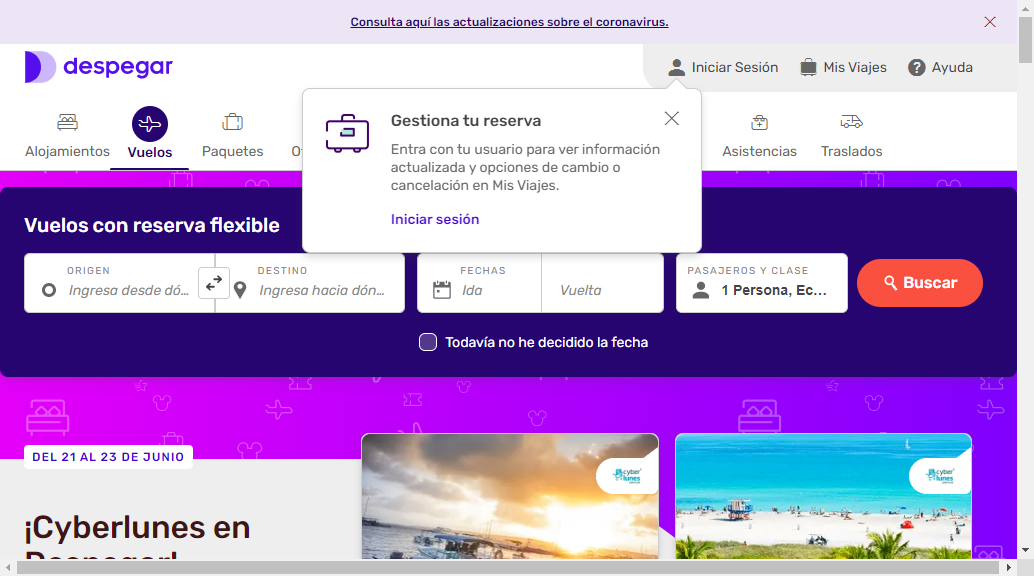 Consulta aquí las actualizaciones sobre el coronavirus.
despegar
Iniciar Sesión
Mis Viajes
? Ayuda
Alojamientos
Vuelos
Paquetes
Asistencias
Traslados
Gestiona tu reserva
Entra con tu usuario para ver información
actualizada y opciones de cambio o
cancelación en Mis Viajes.
Iniciar sesión
Vuelos con reserva flexible
ORIGEN
Ingresa desde dó...
DESTINO
Ingresa hacia dón...
FECHAS
Ida
Vuelta
PASAJEROS Y CLASE
1 Persona, Ec...
Buscar
Todavía no he decidido la fecha
DEL 21 AL 23 DE JUNIO
¡Cyberlunes en
Despegar!
cyber
lunes
cyber
lunes